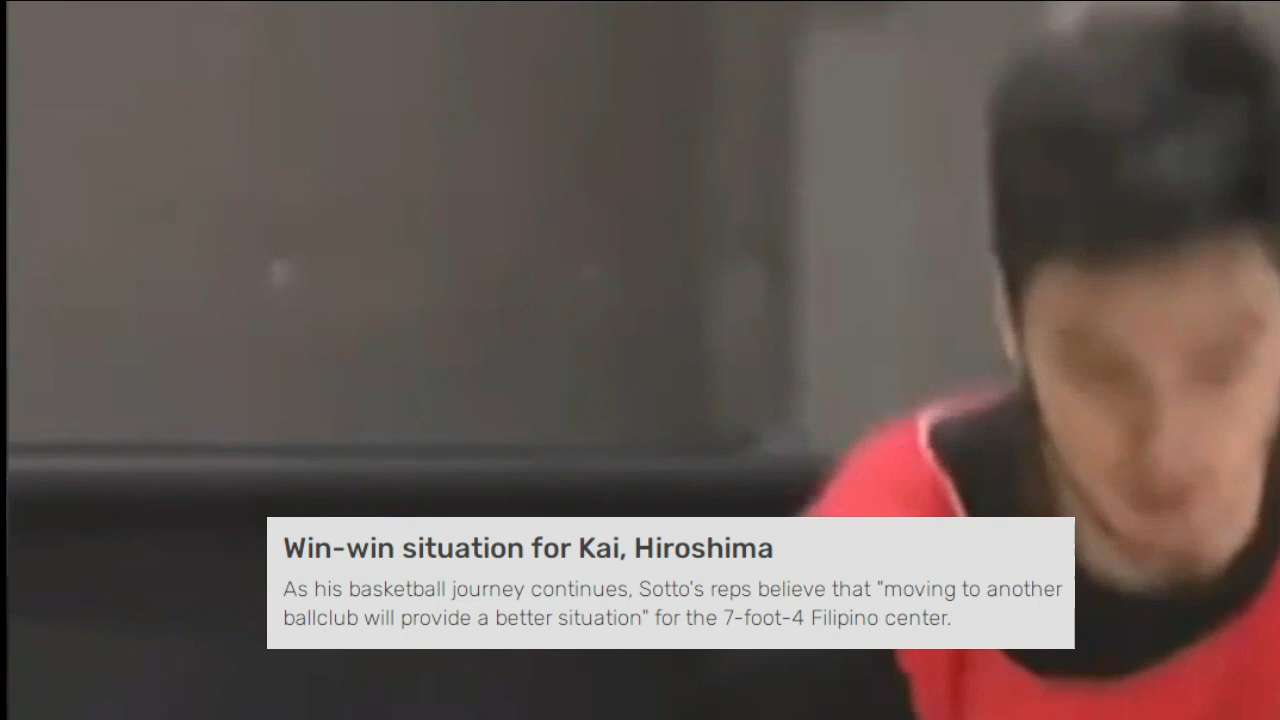 Win-win situation for Kai, Hiroshima
As his basketball journey continues, Sotto's reps believe that "moving to another
ballclub will provide a better situation" for the 7-foot-4 Filipino center.